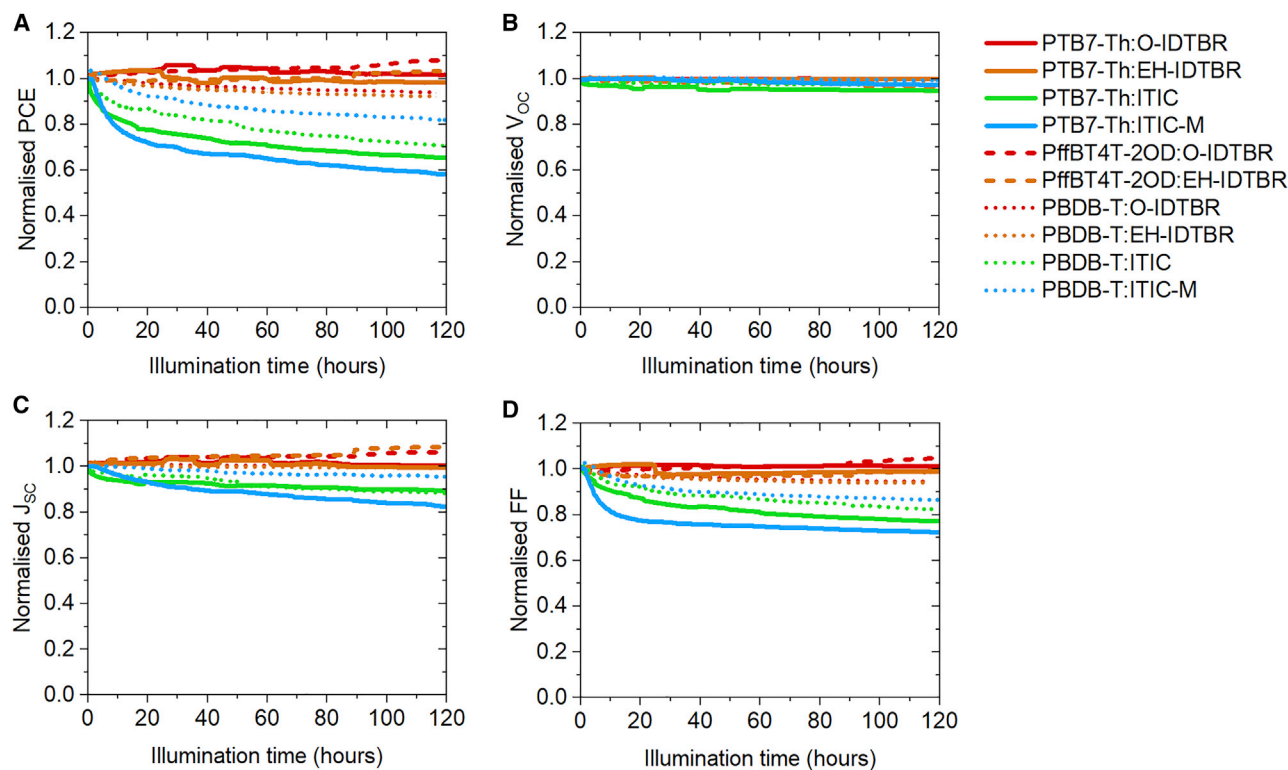 A
1.2
1.0
0.8
0.6
0.4
0.2
0.0
Normalised PCE
0 20 40 60 80 100 120
Illumination time (hours)
B
1.2
1.0
0.8
0.6
0.4
0.2
0.0
Normalised VOC
0 20 40 60 80 100 120
Illumination time (hours)
PTB7-Th:O-IDTBR
PTB7-Th:EH-IDTBR
PTB7-Th:ITIC
PTB7-Th:ITIC-M
PffBT4T-2OD:O-IDTBR
PffBT4T-2OD:EH-IDTBR
PBDB-T:O-IDTBR
PBDB-T:EH-IDTBR
PBDB-T:ITIC
PBDB-T:ITIC-M
C
1.2
1.0
0.8
0.6
0.4
0.2
0.0
Normalised JSC
0 20 40 60 80 100 120
Illumination time (hours)
D
1.2
1.0
0.8
0.6
0.4
0.2
0.0
Normalised FF
0 20 40 60 80 100 120
Illumination time (hours)